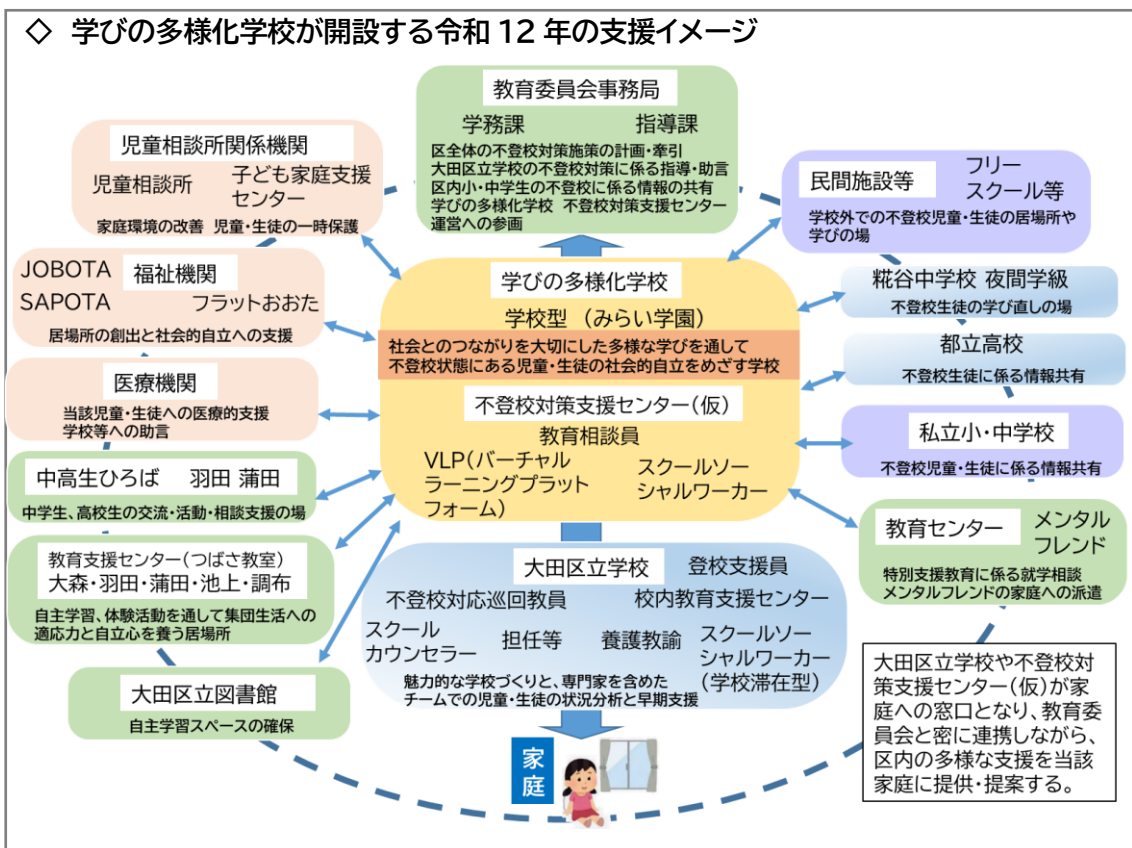 ◇ 学びの多様化学校が開設する令和 12 年の支援イメージ
教育委員会事務局
学務課 指導課
区全体の不登校対策施策の計画・牽引
大田区立学校の不登校対策に係る指導・助言
区内小・中学生の不登校に係る情報の共有
学びの多様化学校 不登校対策支援センター
運営への参画
児童相談所関係機関
児童相談所
子ども家庭支援
センター
家庭環境の改善 児童・生徒の一時保護
民間施設等
フリー
スクール等
学校外での不登校児童・生徒の居場所や
学びの場
JOBOTA
福祉機関
SAPOTA
フラットおおた
居場所の創出と社会的自立への支援
学びの多様化学校
学校型 (みらい学園)
社会とのつながりを大切にした多様な学びを通して
不登校状態にある児童・生徒の社会的自立をめざす学校
不登校対策支援センター(仮)
教育相談員
VLP(バーチャル
ラーニングプラット
フォーム)
スクールソー
シャルワーカー
糀谷中学校 夜間学級
不登校生徒の学び直しの場
都立高校
不登校生徒に係る情報共有
医療機関
当該児童・生徒への医療的支援
学校等への助言
私立小・中学校
不登校児童・生徒に係る情報共有
中高生ひろば 羽田 蒲田
中学生、高校生の交流・活動・相談支援の場
教育センター
メンタル
フレンド
特別支援教育に係る就学相談
メンタルフレンドの家庭への派遣
教育支援センター(つばさ教室)
大森・羽田・蒲田・池上・調布
自主学習、体験活動を通して集団生活への
適応力と自立心を養う居場所
大田区立学校
登校支援員
不登校対応巡回教員
校内教育支援センター
スクール
カウンセラー
担任等
養護教諭
スクールソー
シャルワーカー
(学校滞在型)
魅力的な学校づくりと、専門家を含めた
チームでの児童・生徒の状況分析と早期支援
大田区立図書館
自主学習スペースの確保
家庭
大田区立学校や不登校対
策支援センター(仮)が家
庭への窓口となり、教育委
員会と密に連携しながら、
区内の多様な支援を当該
家庭に提供・提案する。